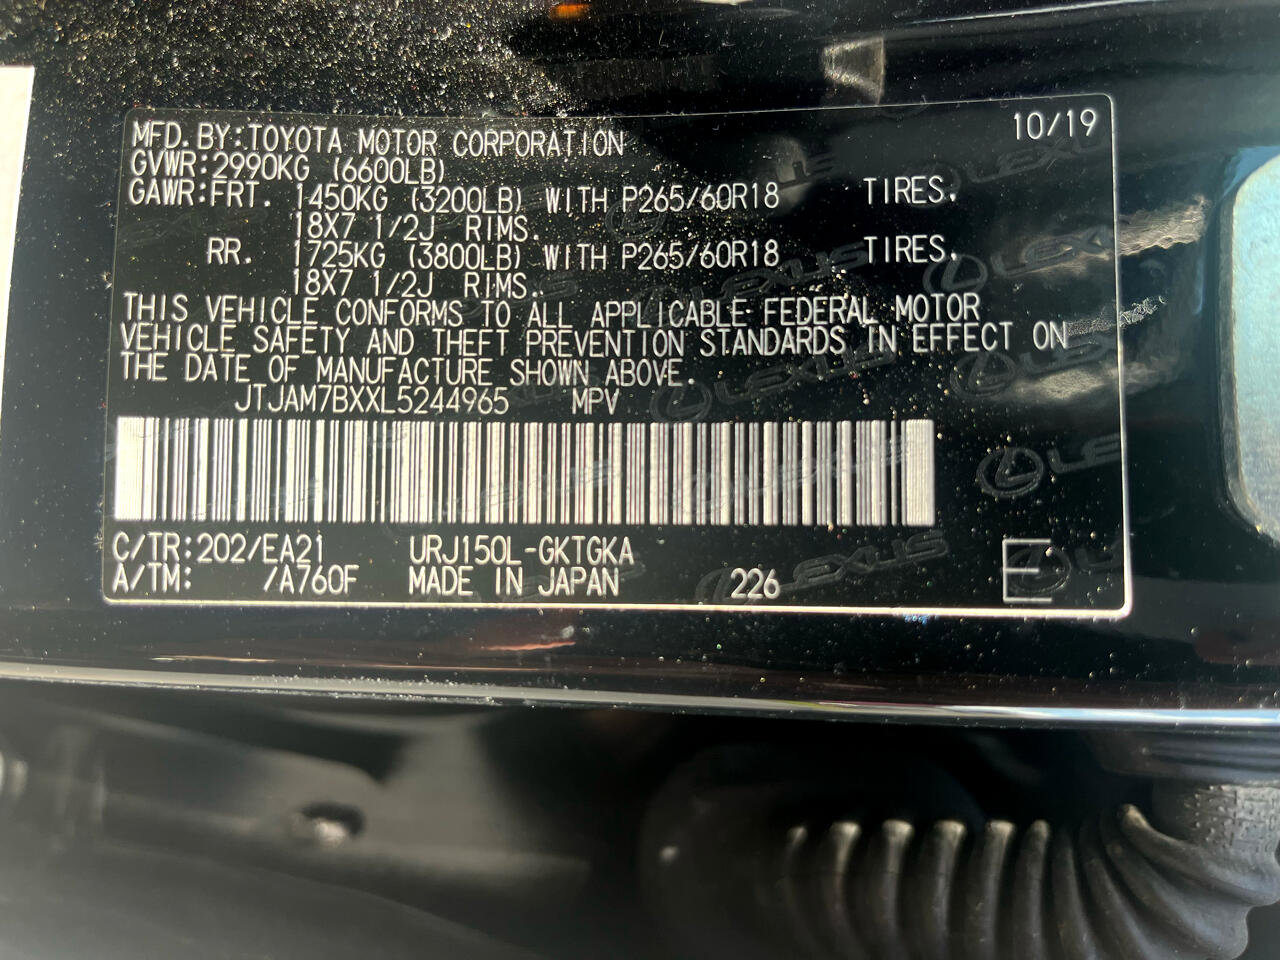 MFD.BY:TOYOTA MOTOR CORPORATION 10/19
GVWR:2990KG (6600LB)
GAWR:FRT. 1450KG (3200LB) WITH P265/60R18 TIRES.
18X7 1/2J RIMS.
RR. 1725KG (3800LB) WITH P265/60R18 TIRES.
18X7 1/2J RIMS.
THIS VEHICLE CONFORMS TO ALL APPLICABLE FEDERAL MOTOR
VEHICLE SAFETY AND THEFT PREVENTION STANDARDS IN EFFECT ON
THE DATE OF MANUFACTURE SHOWN ABOVE.
JTJAM7BXXL5244965 MPV
C/TR:202/EA21 URJ150L-GKTGKA
A/TM: /A760F MADE IN JAPAN 226 E
LEXUS